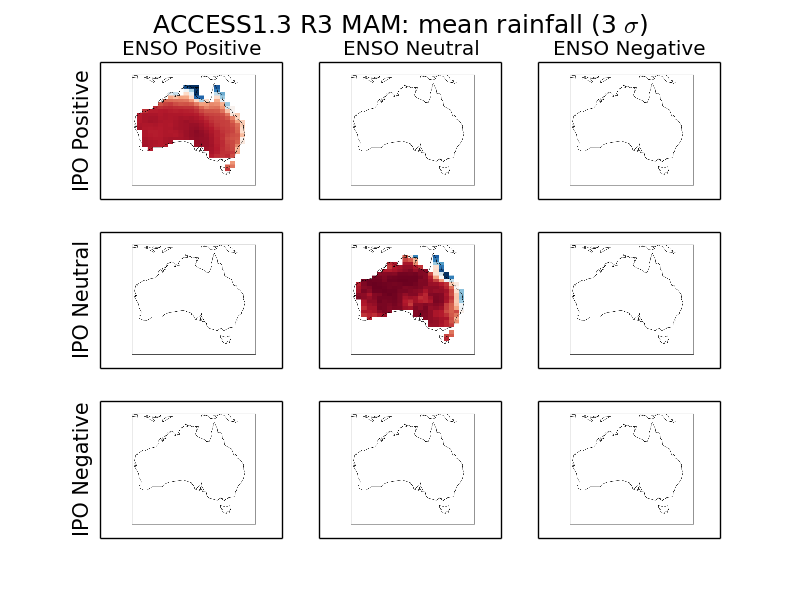 ACCESS1.3 R3 MAM: mean rainfall (3 σ)
ENSO Positive
ENSO Neutral
ENSO Negative
IPO Positive
IPO Neutral
IPO Negative